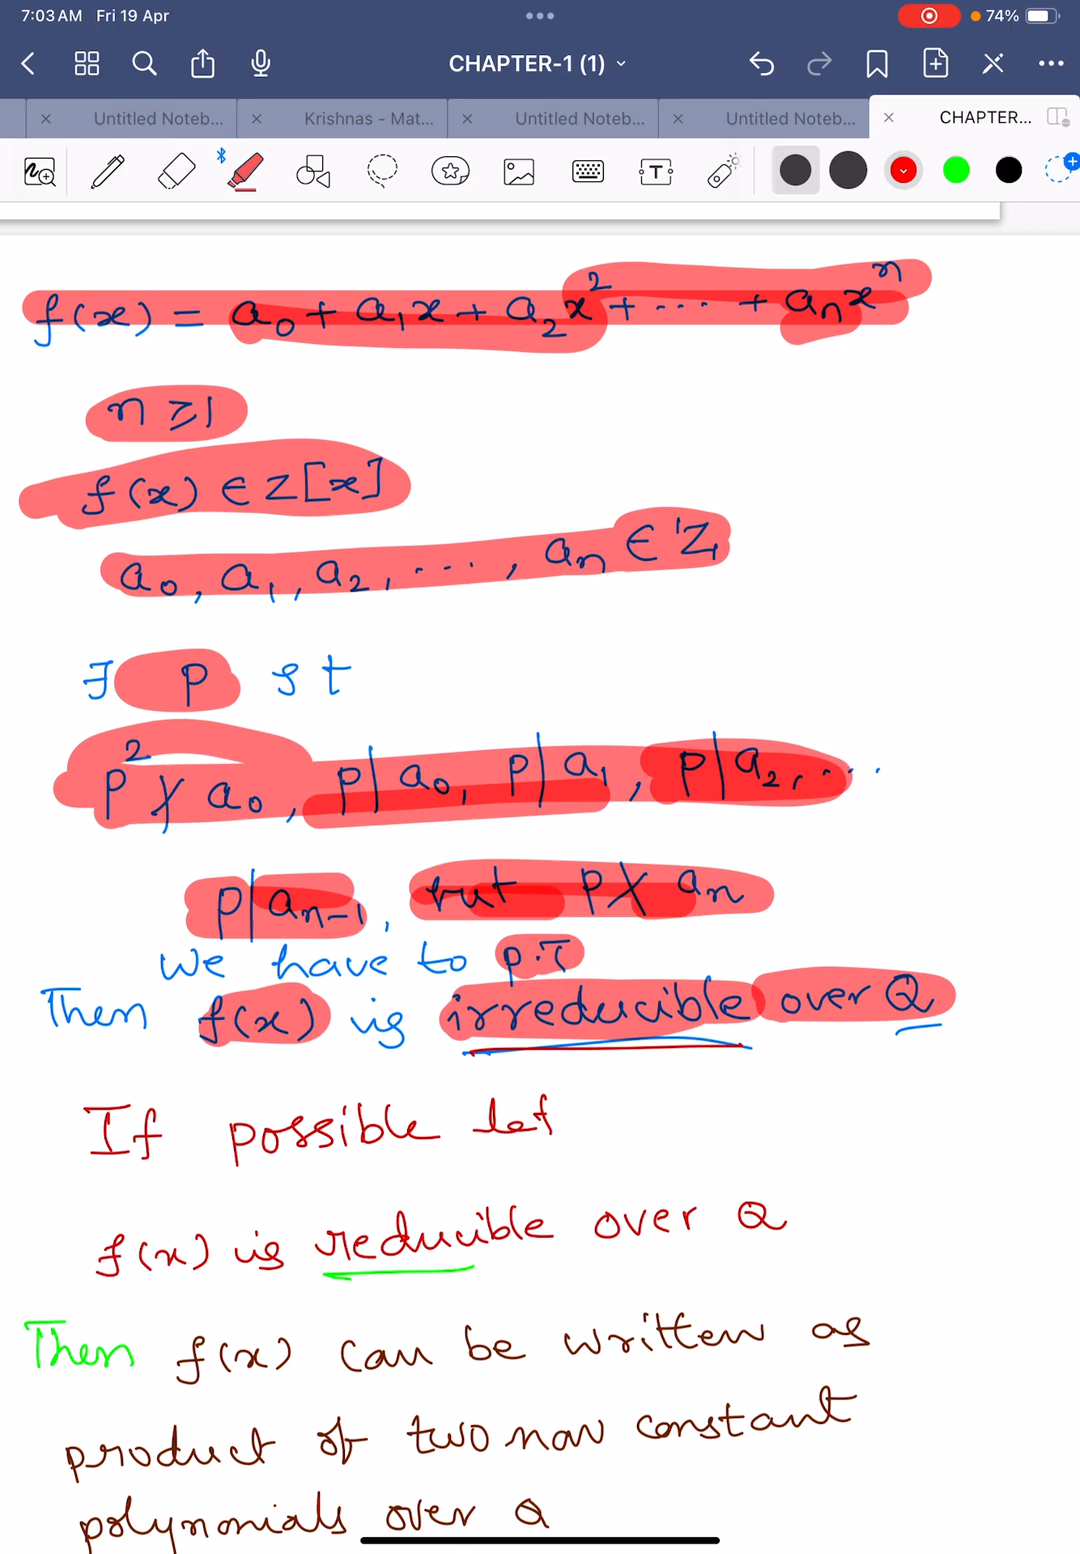 7:03 AM Fri 19 Apr
74%
CHAPTER-1 (1)
Untitled Noteb...
Krishnas - Mat...
Untitled Noteb...
Untitled Noteb...
CHAPTER...
T
f(x) = a₀ + a₁x + a₂x² + ... + aₙxⁿ
n ≥ 1
f(x) ∈ Z[x]
a₀, a₁, a₂, ..., aₙ ∈ Z
∃ p st
p² ∤ a₀, p|a₀, p|a₁, p|a₂, ...
p|aₙ₋₁, but p ∤ aₙ
We have to p.T
Then f(x) is irreducible over Q
If possible let
f(x) is reducible over Q
Then f(x) can be written as
product of two non constant
polynomials over Q